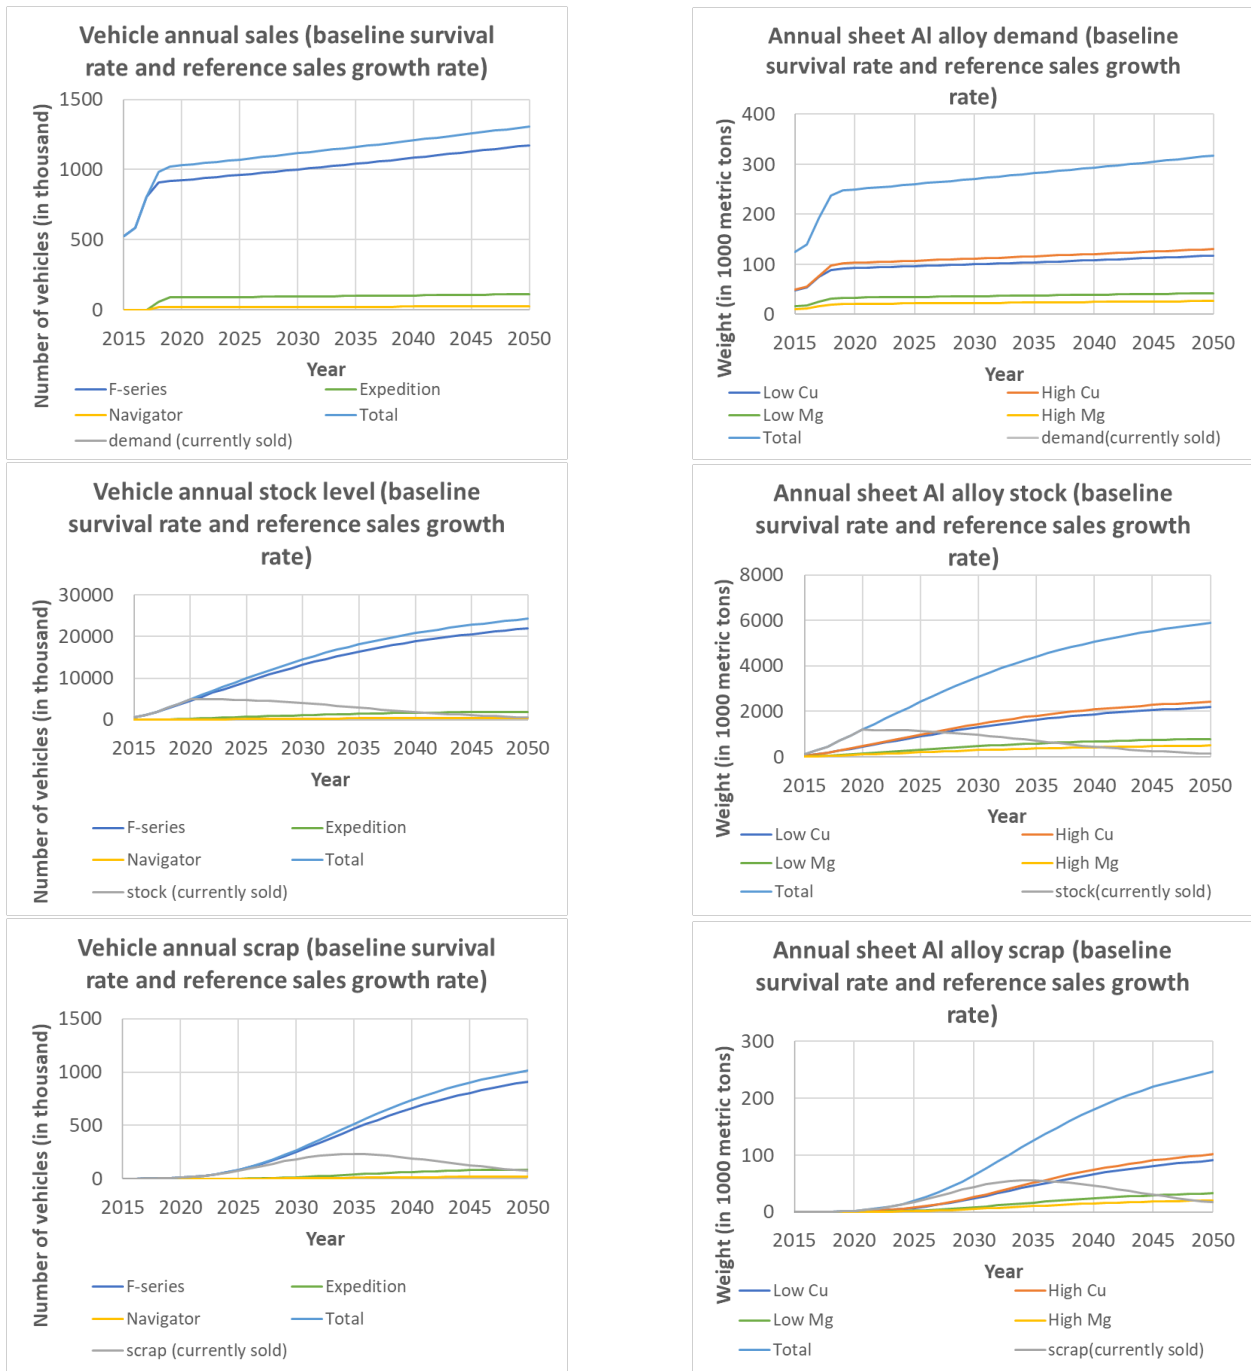 Vehicle annual sales (baseline survival
rate and reference sales growth rate)
Number of vehicles (in thousand)
1500
1000
500
0
2015 2020 2025 2030 2035 2040 2045 2050
Year
F-series Expedition
Navigator Total
demand (currently sold)
Annual sheet Al alloy demand (baseline
survival rate and reference sales growth
rate)
Weight (in 1000 metric tons)
400
300
200
100
0
2015 2020 2025 2030 2035 2040 2045 2050
Year
Low Cu High Cu
Low Mg High Mg
Total demand(currently sold)
Vehicle annual stock level (baseline
survival rate and reference sales growth
rate)
Number of vehicles (in thousand)
30000
20000
10000
0
2015 2020 2025 2030 2035 2040 2045 2050
Year
F-series Expedition
Navigator Total
stock (currently sold)
Annual sheet Al alloy stock (baseline
survival rate and reference sales growth
rate)
Weight (in 1000 metric tons)
8000
6000
4000
2000
0
2015 2020 2025 2030 2035 2040 2045 2050
Year
Low Cu High Cu
Low Mg High Mg
Total stock(currently sold)
Vehicle annual scrap (baseline survival
rate and reference sales growth rate)
Number of vehicles (in thousand)
1500
1000
500
0
2015 2020 2025 2030 2035 2040 2045 2050
Year
F-series Expedition
Navigator Total
scrap (currently sold)
Annual sheet Al alloy scrap (baseline
survival rate and reference sales growth
rate)
Weight (in 1000 metric tons)
300
200
100
0
2015 2020 2025 2030 2035 2040 2045 2050
Year
Low Cu High Cu
Low Mg High Mg
Total scrap(currently sold)